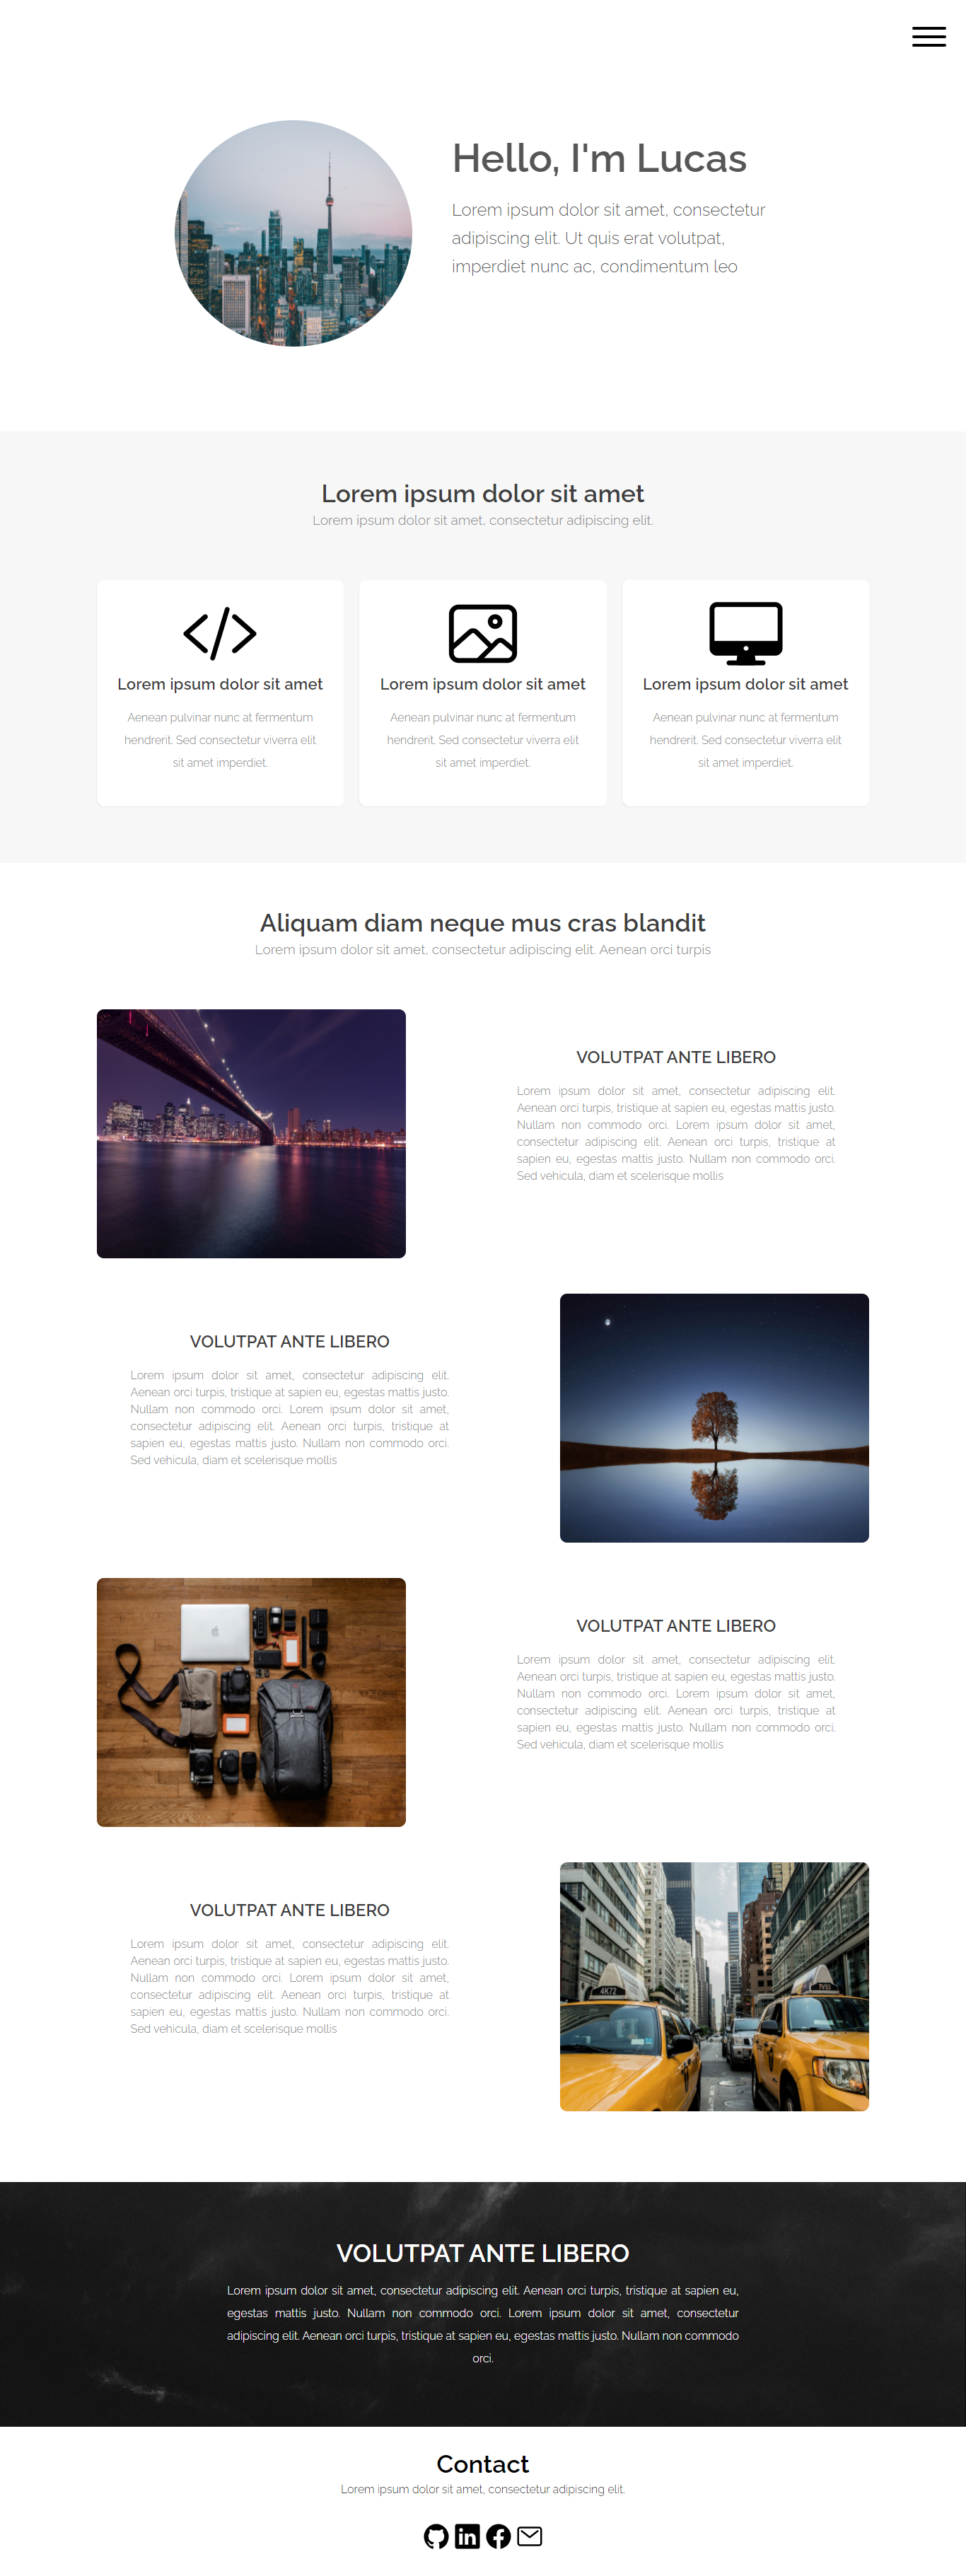 Hello, I'm Lucas
Lorem ipsum dolor sit amet, consectetur
adipiscing elit. Ut quis erat volutpat,
imperdiet nunc ac, condimentum leo
Lorem ipsum dolor sit amet
Lorem ipsum dolor sit amet, consectetur adipiscing elit.
Lorem ipsum dolor sit amet
Aenean pulvinar nunc at fermentum
hendrerit. Sed consectetur viverra elit
sit amet imperdiet.
Lorem ipsum dolor sit amet
Aenean pulvinar nunc at fermentum
hendrerit. Sed consectetur viverra elit
sit amet imperdiet.
Lorem ipsum dolor sit amet
Aenean pulvinar nunc at fermentum
hendrerit. Sed consectetur viverra elit
sit amet imperdiet.
Aliquam diam neque mus cras blandit
Lorem ipsum dolor sit amet, consectetur adipiscing elit. Aenean orci turpis
VOLUTPAT ANTE LIBERO
Lorem ipsum dolor sit amet, consectetur adipiscing elit.
Aenean orci turpis, tristique at sapien eu, egestas mattis justo.
Nullam non commodo orci. Lorem ipsum dolor sit amet,
consectetur adipiscing elit. Aenean orci turpis, tristique at
sapien eu, egestas mattis justo. Nullam non commodo orci.
Sed vehicula, diam et scelerisque mollis
VOLUTPAT ANTE LIBERO
Lorem ipsum dolor sit amet, consectetur adipiscing elit.
Aenean orci turpis, tristique at sapien eu, egestas mattis justo.
Nullam non commodo orci. Lorem ipsum dolor sit amet,
consectetur adipiscing elit. Aenean orci turpis, tristique at
sapien eu, egestas mattis justo. Nullam non commodo orci.
Sed vehicula, diam et scelerisque mollis
VOLUTPAT ANTE LIBERO
Lorem ipsum dolor sit amet, consectetur adipiscing elit.
Aenean orci turpis, tristique at sapien eu, egestas mattis justo.
Nullam non commodo orci. Lorem ipsum dolor sit amet,
consectetur adipiscing elit. Aenean orci turpis, tristique at
sapien eu, egestas mattis justo. Nullam non commodo orci.
Sed vehicula, diam et scelerisque mollis
VOLUTPAT ANTE LIBERO
Lorem ipsum dolor sit amet, consectetur adipiscing elit.
Aenean orci turpis, tristique at sapien eu, egestas mattis justo.
Nullam non commodo orci. Lorem ipsum dolor sit amet,
consectetur adipiscing elit. Aenean orci turpis, tristique at
sapien eu, egestas mattis justo. Nullam non commodo orci.
Sed vehicula, diam et scelerisque mollis
4K72
VOLUTPAT ANTE LIBERO
Lorem ipsum dolor sit amet, consectetur adipiscing elit. Aenean orci turpis, tristique at sapien eu,
egestas mattis justo. Nullam non commodo orci. Lorem ipsum dolor sit amet, consectetur
adipiscing elit. Aenean orci turpis, tristique at sapien eu, egestas mattis justo. Nullam non commodo
orci.
Contact
Lorem ipsum dolor sit amet, consectetur adipiscing elit.
in